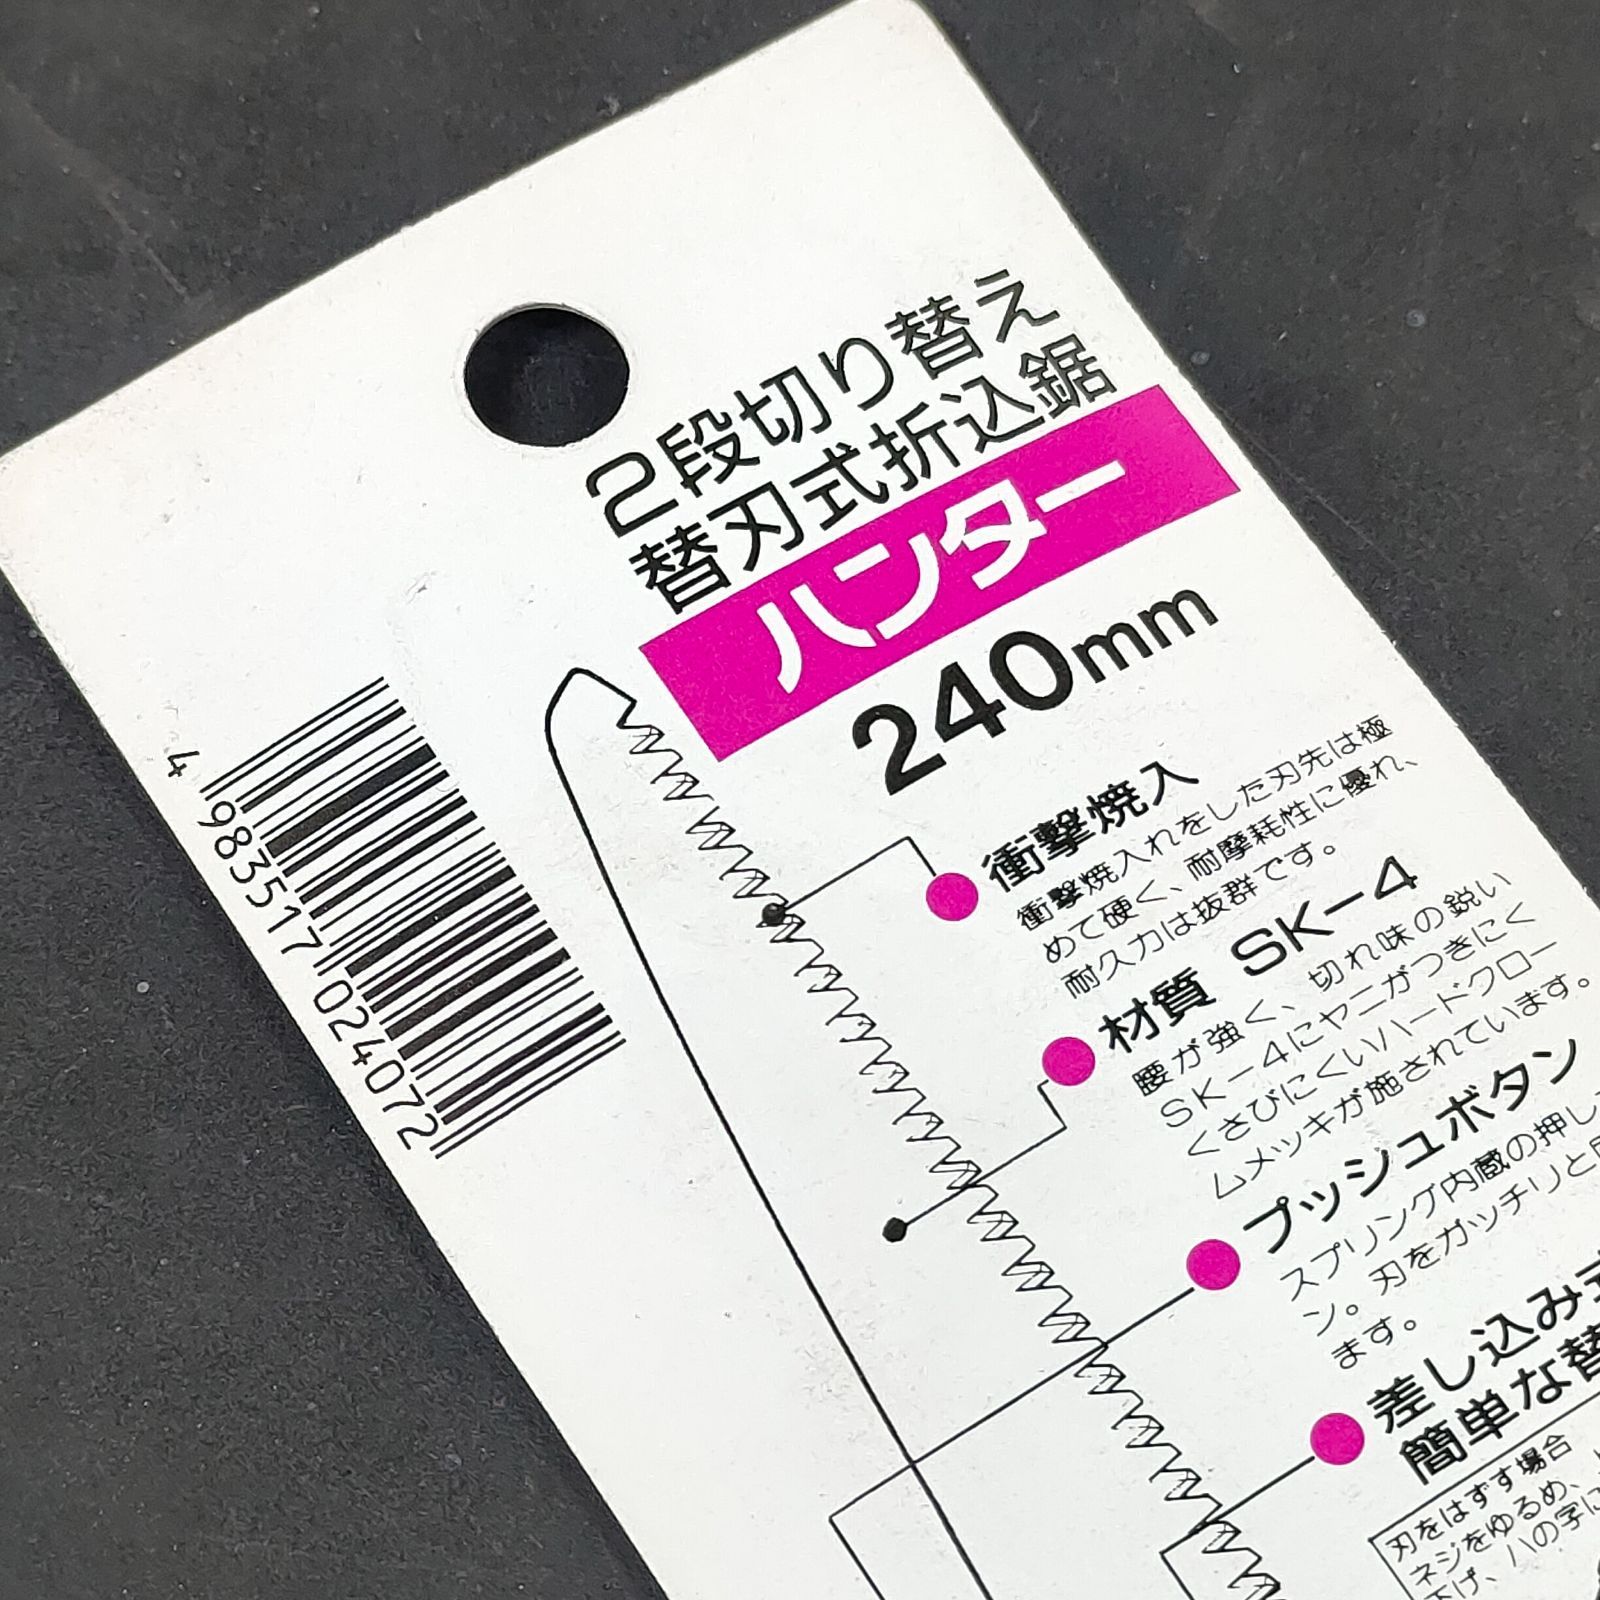 2段切り替え
替刃式折込鋸
ハンター
240mm
4 983517 024072
衝撃焼入
衝撃焼入れをした刃先は極
めて硬く、耐摩耗性に優れ、
耐久力は抜群です。
材質 SK-4
腰が強く、切れ味の鋭い
SK-4にヤニがつきにく
くさびにくいハードクロー
ムメッキが施されています。
プッシュボタン
スプリング内蔵の押し
ン。刃をガッチリと
ます。
差し込み式
簡単な替
刃をはずす場合
ネジをゆるめ、
下げ、ハの字に